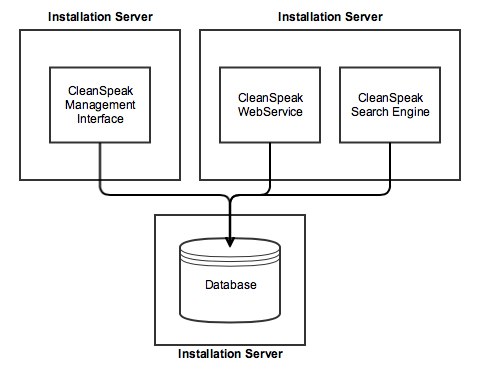 Installation Server
Installation Server
CleanSpeak
Management
Interface
CleanSpeak
WebService
CleanSpeak
Search Engine
Database
Installation Server